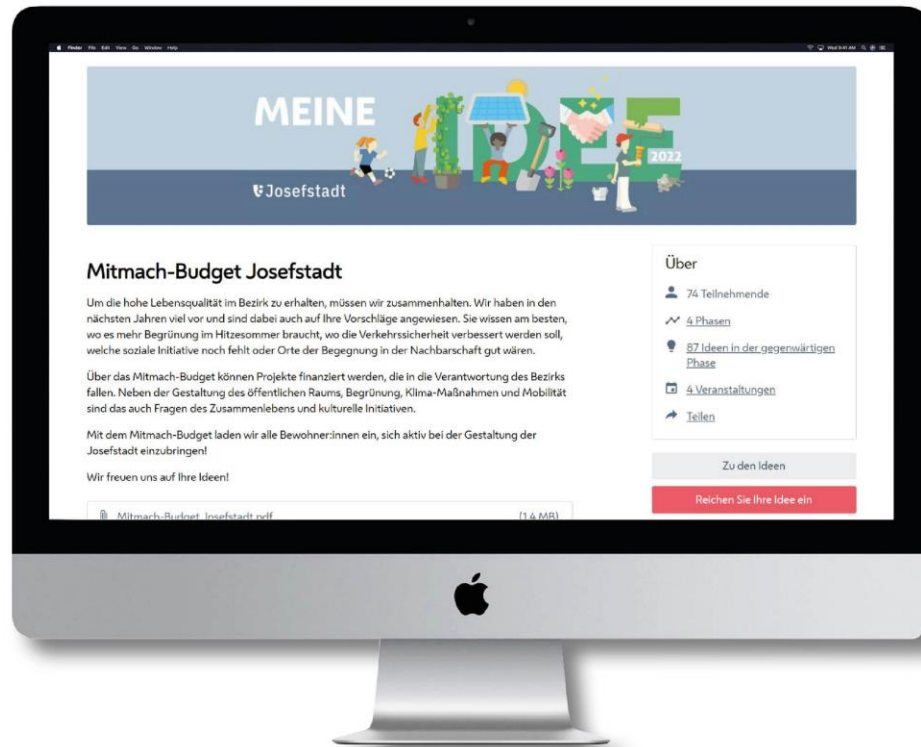 Finder File Edit View Go Window Help
Wed 9:41 AM
MEINE IDEE
2022
Josefstadt
Mitmach-Budget Josefstadt
Um die hohe Lebensqualität im Bezirk zu erhalten, müssen wir zusammenhalten. Wir haben in den
nächsten Jahren viel vor und sind dabei auch auf Ihre Vorschläge angewiesen. Sie wissen am besten,
wo es mehr Begrünung im Hitzesommer braucht, wo die Verkehrssicherheit verbessert werden soll,
welche soziale Initiative noch fehlt oder Orte der Begegnung in der Nachbarschaft gut wären.
Über das Mitmach-Budget können Projekte finanziert werden, die in die Verantwortung des Bezirks
fallen. Neben der Gestaltung des öffentlichen Raums, Begrünung, Klima-Maßnahmen und Mobilität
sind das auch Fragen des Zusammenlebens und kulturelle Initiativen.
Mit dem Mitmach-Budget laden wir alle Bewohner:innen ein, sich aktiv bei der Gestaltung der
Josefstadt einzubringen!
Wir freuen uns auf Ihre Ideen!
Mitmach-Budget Josefstadt.pdf (1.4 MB)
Über
74 Teilnehmende
4 Phasen
87 Ideen in der gegenwärtigen
Phase
4 Veranstaltungen
Teilen
Zu den Ideen
Reichen Sie Ihre Idee ein